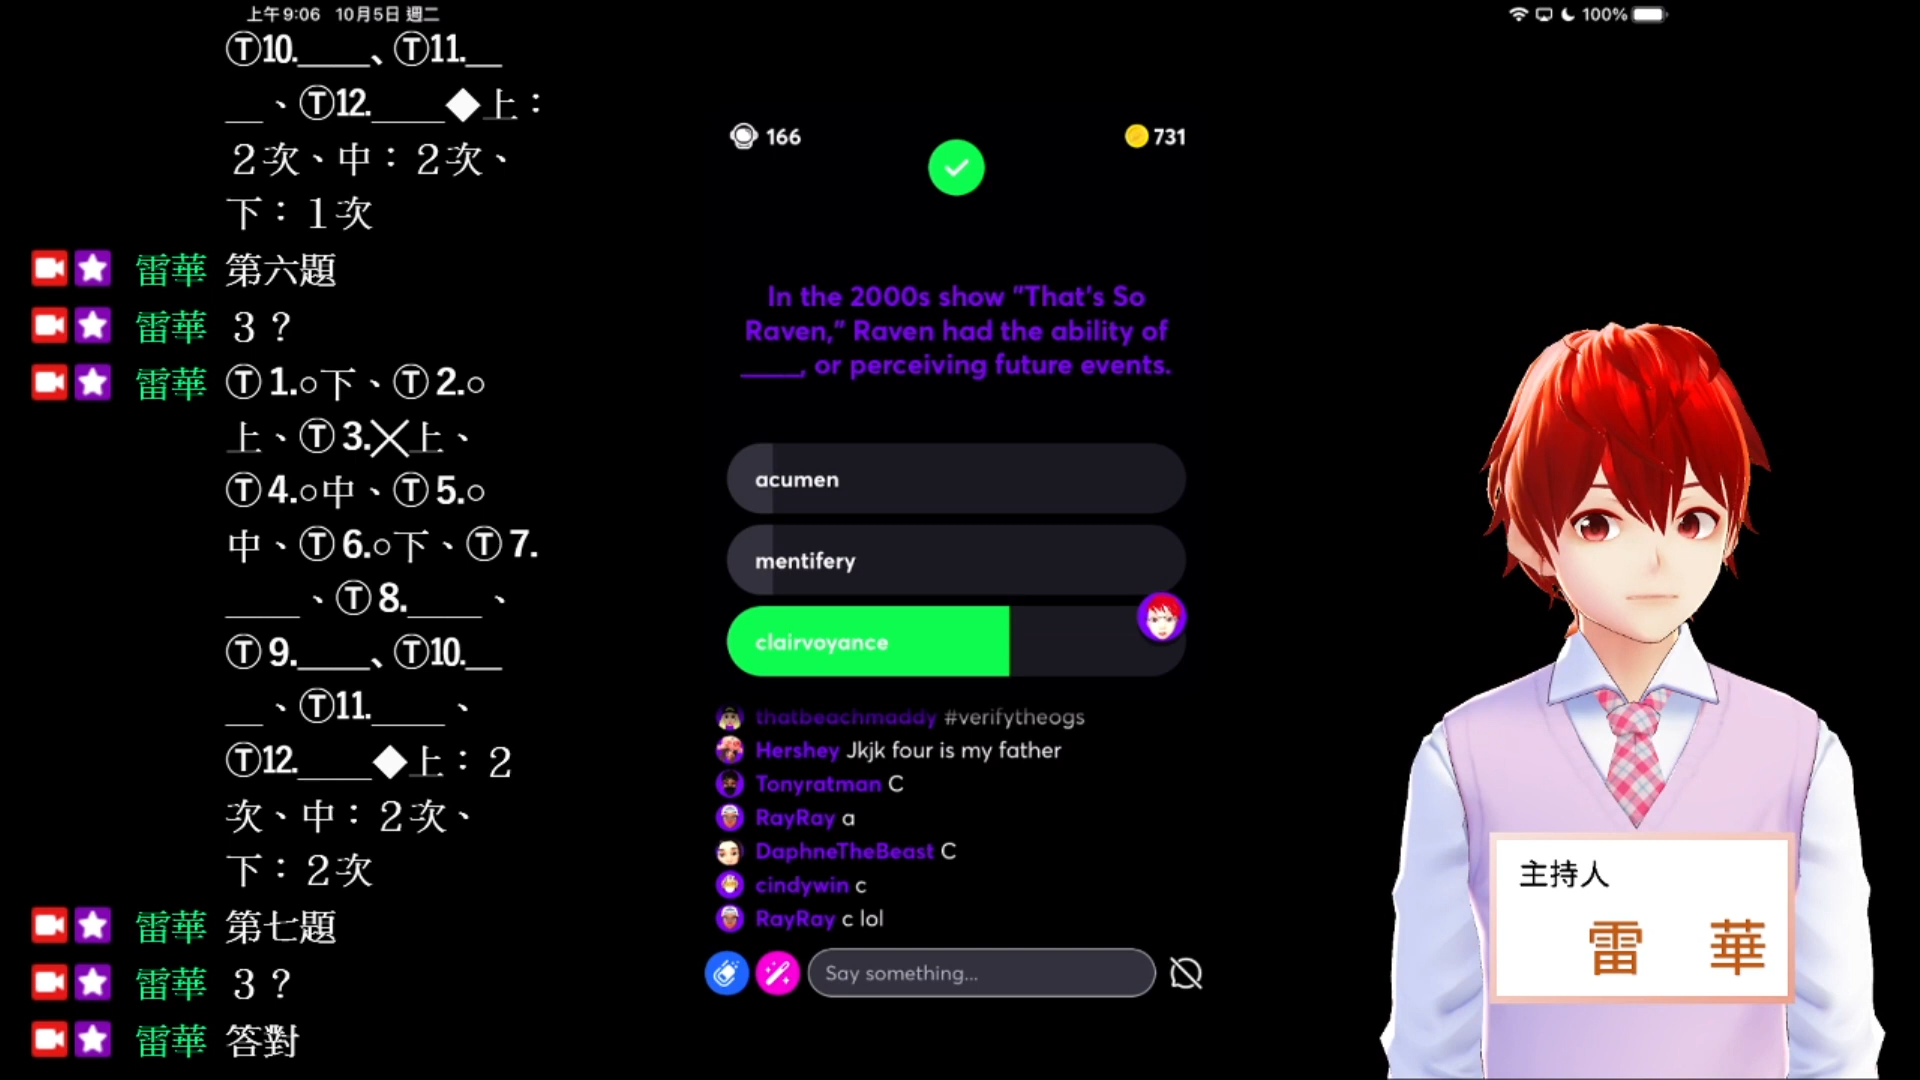 上午9:06 10月5日 週二
100%
Ⓣ10.____、Ⓣ11.__
__、Ⓣ12.____◆上：
２次、中：２次、
下：１次
雷華 第六題
雷華 ３？
雷華 Ⓣ1.○下、Ⓣ2.○
上、Ⓣ3.╳上、
Ⓣ4.○中、Ⓣ5.○
中、Ⓣ6.○下、Ⓣ7.
____、Ⓣ8.____、
Ⓣ9.____、Ⓣ10.__
__、Ⓣ11.____、
Ⓣ12.____◆上：２
次、中：２次、
下：２次
雷華 第七題
雷華 ３？
雷華 答對
166
731
In the 2000s show "That's So
Raven," Raven had the ability of
_____, or perceiving future events.
acumen
mentifery
clairvoyance
thatbeachmaddy #verifytheogs
Hershey Jkjk four is my father
Tonyratman C
RayRay a
DaphneTheBeast C
cindywin c
RayRay c lol
Say something...
主持人
雷 華